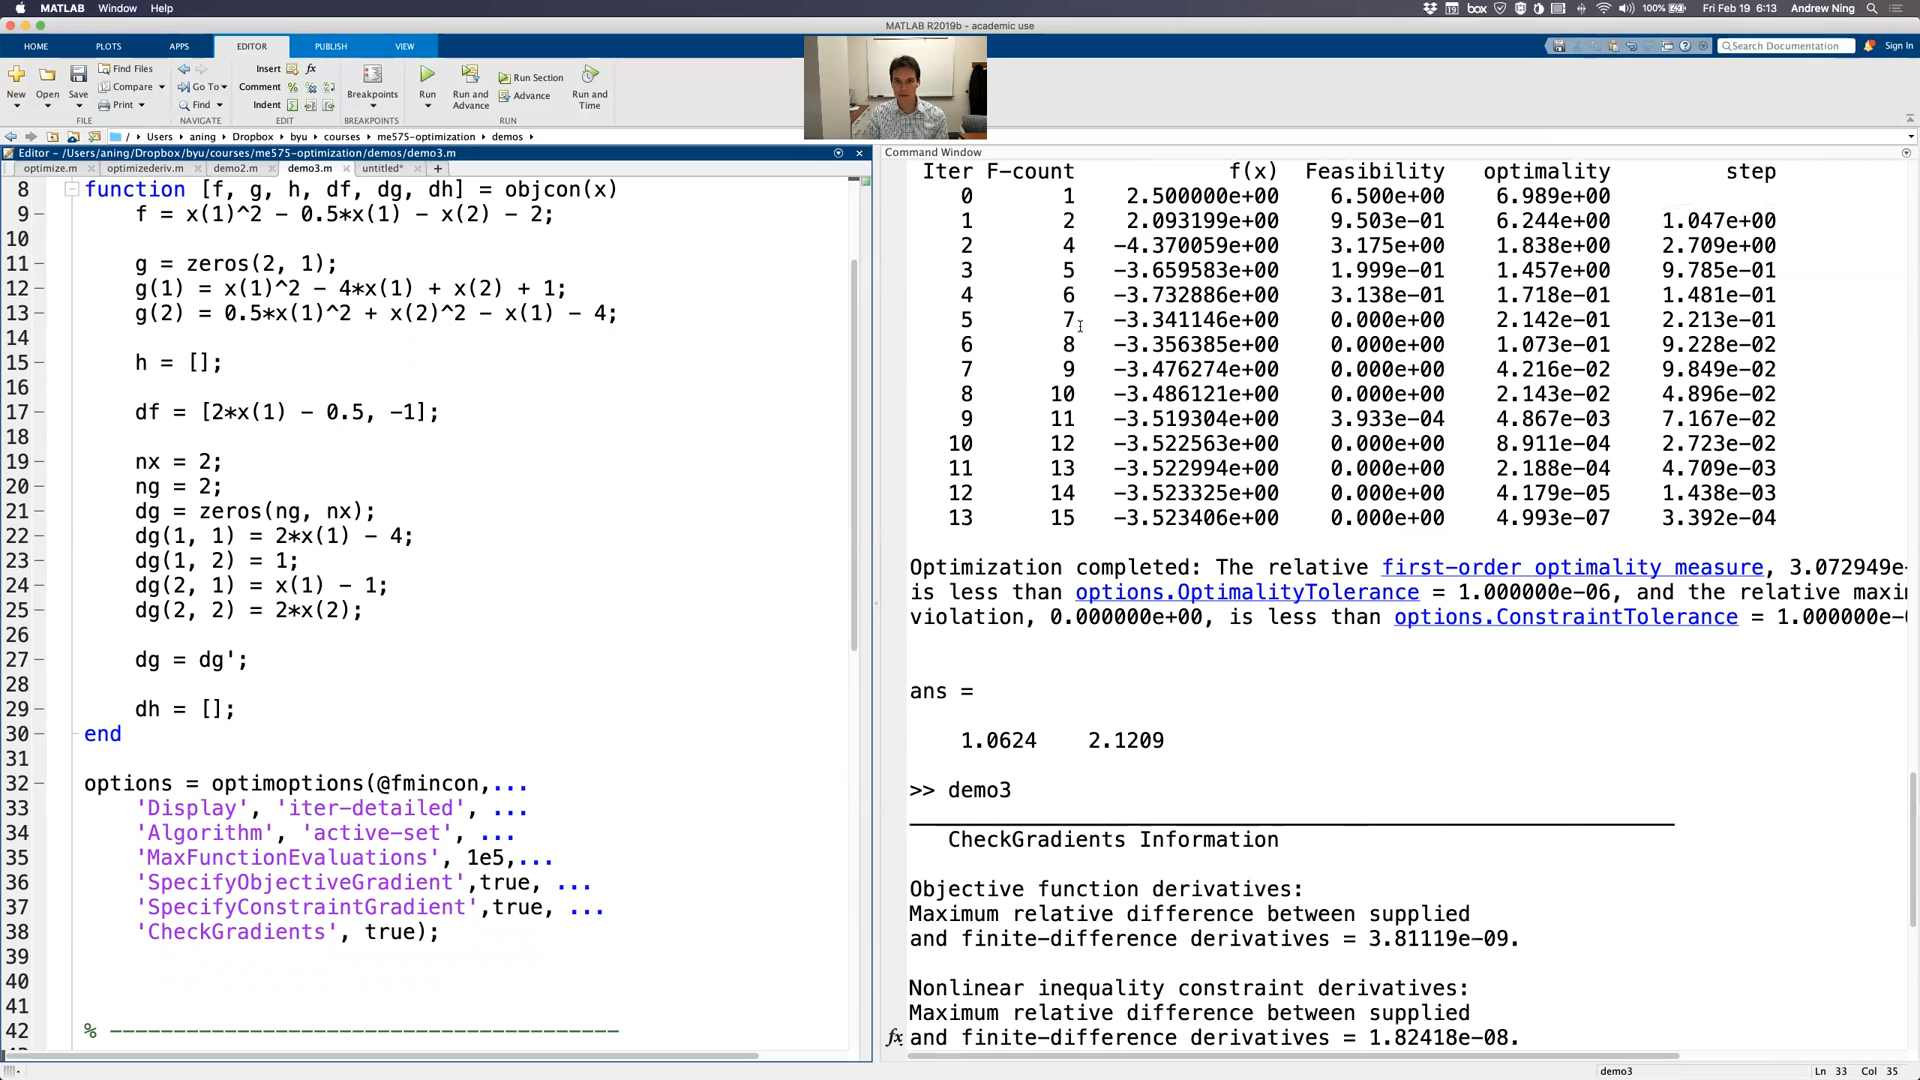 MATLAB Window Help
box 19 100% Fri Feb 19 6:13 Andrew Ning
MATLAB R2019b - academic use
HOME PLOTS APPS EDITOR PUBLISH VIEW
Search Documentation Sign In
New Open Save Find Files Compare Print
Go To Find
Insert fx
Comment
Indent
Breakpoints Run Run and Advance Run Section Advance Run and Time
FILE NAVIGATE EDIT BREAKPOINTS RUN
/ Users aning Dropbox byu courses me575-optimization demos
Editor - /Users/aning/Dropbox/byu/courses/me575-optimization/demos/demo3.m
optimize.m optimizederiv.m demo2.m demo3.m untitled* +
8 function [f, g, h, df, dg, dh] = objcon(x)
9 f = x(1)^2 - 0.5*x(1) - x(2) - 2;
10
11 g = zeros(2, 1);
12 g(1) = x(1)^2 - 4*x(1) + x(2) + 1;
13 g(2) = 0.5*x(1)^2 + x(2)^2 - x(1) - 4;
14
15 h = [];
16
17 df = [2*x(1) - 0.5, -1];
18
19 nx = 2;
20 ng = 2;
21 dg = zeros(ng, nx);
22 dg(1, 1) = 2*x(1) - 4;
23 dg(1, 2) = 1;
24 dg(2, 1) = x(1) - 1;
25 dg(2, 2) = 2*x(2);
26
27 dg = dg';
28
29 dh = [];
30 end
31
32 options = optimoptions(@fmincon,...
33 'Display', 'iter-detailed', ...
34 'Algorithm', 'active-set', ...
35 'MaxFunctionEvaluations', 1e5,...
36 'SpecifyObjectiveGradient',true, ...
37 'SpecifyConstraintGradient',true, ...
38 'CheckGradients', true);
39
40
41
42 % ----------------------------------------
Command Window
Iter F-count f(x) Feasibility optimality step
0 1 2.500000e+00 6.500e+00 6.989e+00
1 2 2.093199e+00 9.503e-01 6.244e+00 1.047e+00
2 4 -4.370059e+00 3.175e+00 1.838e+00 2.709e+00
3 5 -3.659583e+00 1.999e-01 1.457e+00 9.785e-01
4 6 -3.732886e+00 3.138e-01 1.718e-01 1.481e-01
5 7 -3.341146e+00 0.000e+00 2.142e-01 2.213e-01
6 8 -3.356385e+00 0.000e+00 1.073e-01 9.228e-02
7 9 -3.476274e+00 0.000e+00 4.216e-02 9.849e-02
8 10 -3.486121e+00 0.000e+00 2.143e-02 4.896e-02
9 11 -3.519304e+00 3.933e-04 4.867e-03 7.167e-02
10 12 -3.522563e+00 0.000e+00 8.911e-04 2.723e-02
11 13 -3.522994e+00 0.000e+00 2.188e-04 4.709e-03
12 14 -3.523325e+00 0.000e+00 4.179e-05 1.438e-03
13 15 -3.523406e+00 0.000e+00 4.993e-07 3.392e-04
Optimization completed: The relative first-order optimality measure, 3.072949e-
is less than options.OptimalityTolerance = 1.000000e-06, and the relative maxi
violation, 0.000000e+00, is less than options.ConstraintTolerance = 1.000000e-0
ans =
1.0624 2.1209
>> demo3
CheckGradients Information
Objective function derivatives:
Maximum relative difference between supplied
and finite-difference derivatives = 3.81119e-09.
Nonlinear inequality constraint derivatives:
Maximum relative difference between supplied
fx and finite-difference derivatives = 1.82418e-08.
demo3 Ln 33 Col 35